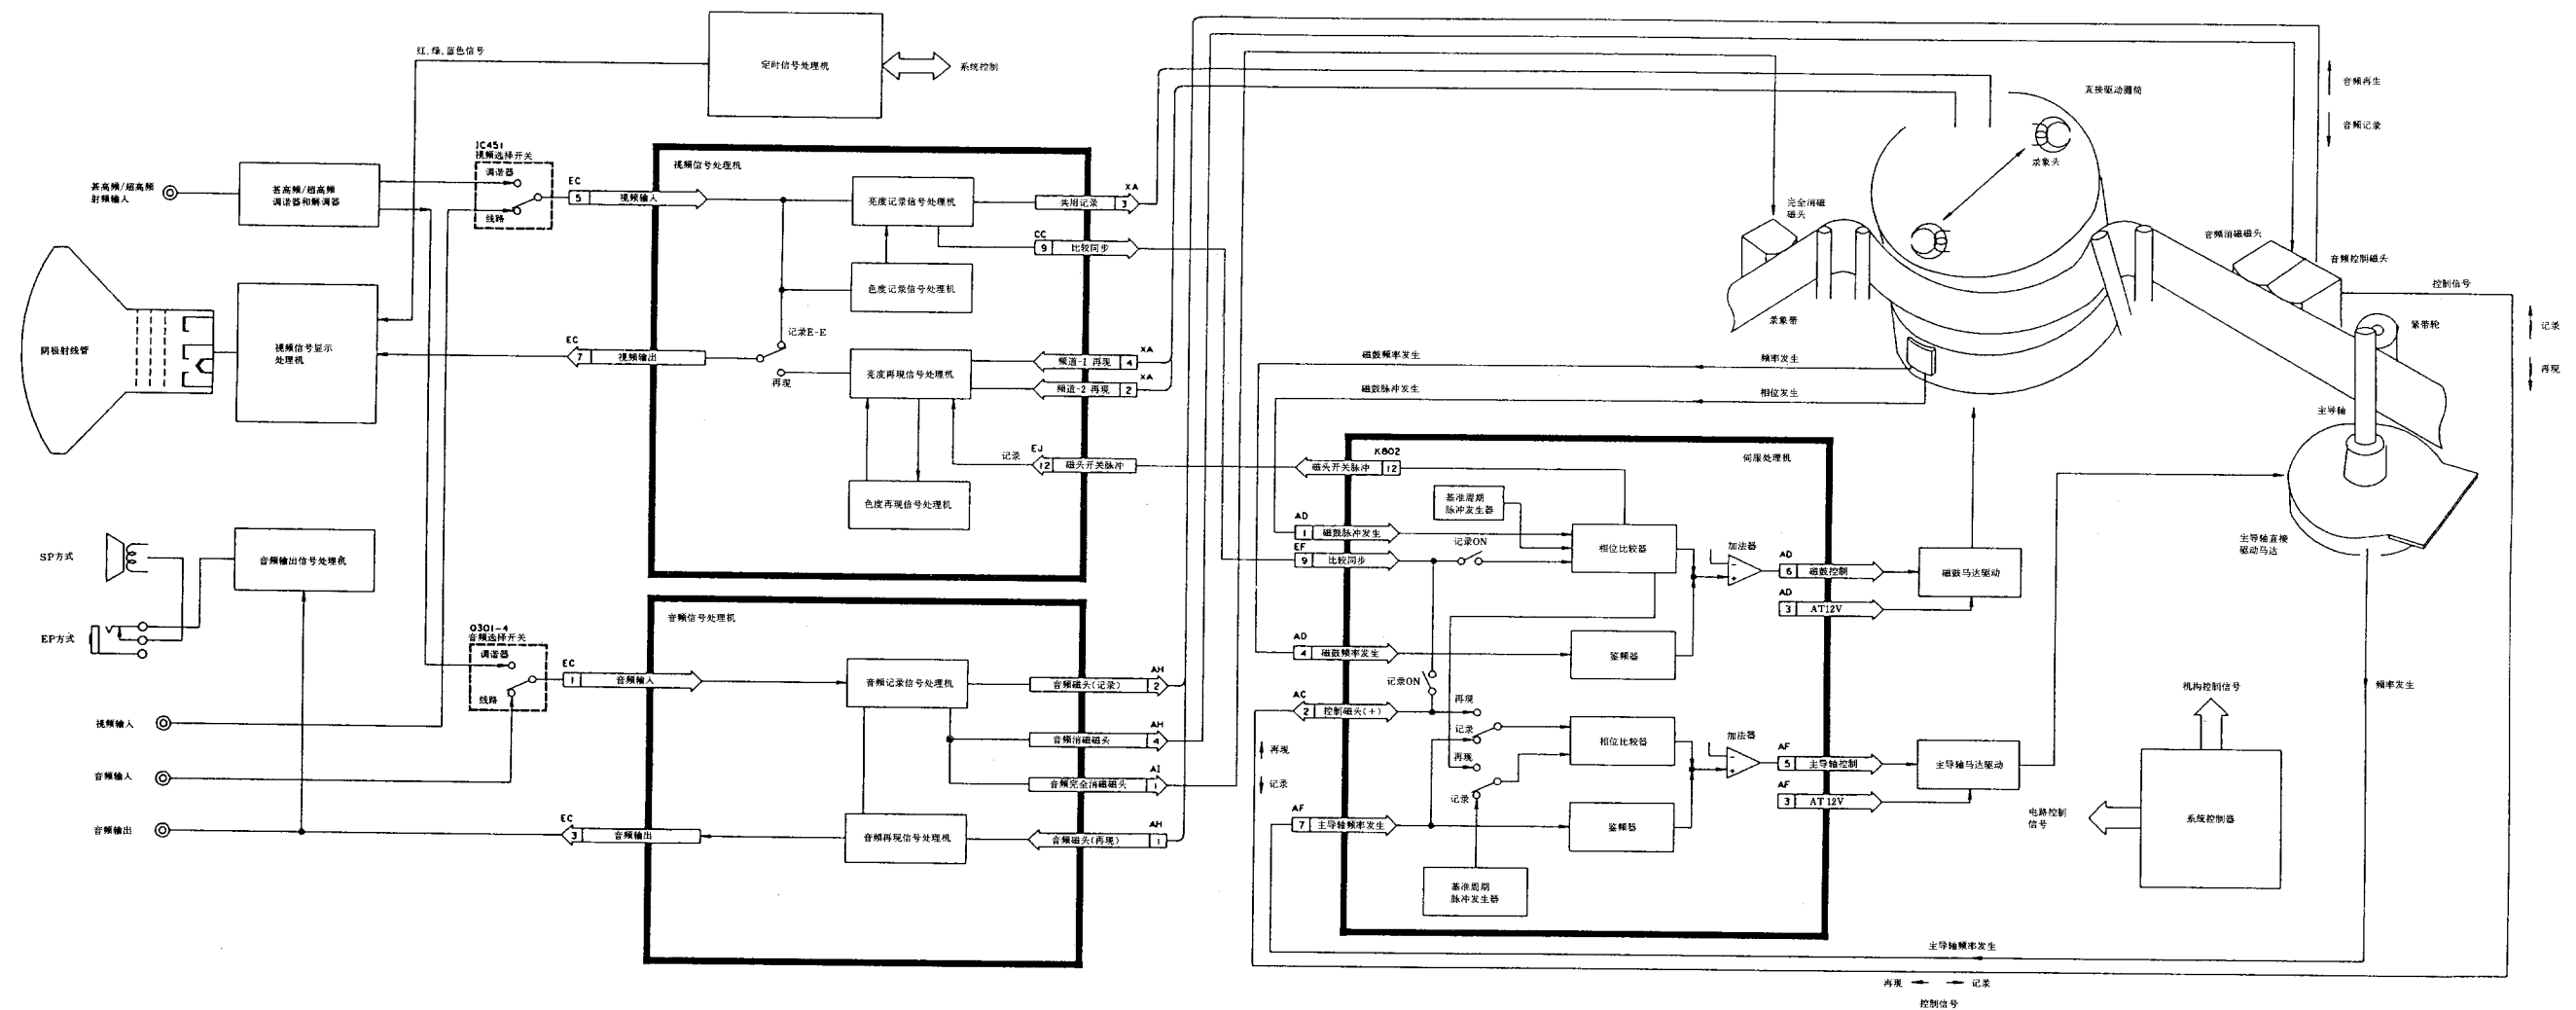 红、绿、蓝色信号
定时信号处理机
系统控制
甚高频/超高频
射频输入
甚高频/超高频
调谐器和解调器
IC451
视频选择开关
调谐器
线路
EC
5
视频输入
视频信号处理机
亮度记录信号处理机
XA
共用记录
3
CC
9
比较同步
色度记录信号处理机
记录E-E
再现
阴极射线管
视频信号显示
处理机
EC
7
视频输出
亮度再现信号处理机
XA
频道-1 再现
4
XA
频道-2 再现
2
记录
EJ
12
磁头开关脉冲
色度再现信号处理机
SP方式
EP方式
音频输出信号处理机
Q301-4
音频选择开关
调谐器
线路
EC
1
音频输入
音频信号处理机
音频记录信号处理机
AH
音频磁头(记录)
2
AH
音频消磁磁头
4
AI
音频完全消磁磁头
1
AH
音频磁头(再现)
1
音频再现信号处理机
EC
3
音频输出
视频输入
音频输入
音频输出
直接驱动圆筒
录象头
完全消磁
磁头
录象带
音频消磁磁头
音频控制磁头
音频再生
音频记录
控制信号
记录
再现
紧带轮
主导轴
主导轴直接
驱动马达
磁鼓频率发生
频率发生
磁鼓脉冲发生
相位发生
K802
磁头开关脉冲
12
伺服处理机
基准周期
脉冲发生器
AD
1
磁鼓脉冲发生
EF
9
比较同步
记录ON
相位比较器
加法器
AD
6
磁鼓控制
AD
3
AT12V
磁鼓马达驱动
AD
4
磁鼓频率发生
鉴频器
记录ON
AC
2
控制磁头(+)
再现
记录
再现
记录
再现
记录
相位比较器
加法器
AF
5
主导轴控制
AF
3
AT 12V
主导轴马达驱动
AF
7
主导轴频率发生
鉴频器
基准周期
脉冲发生器
频率发生
机构控制信号
电路控制
信号
系统控制器
主导轴频率发生
再现
记录
控制信号